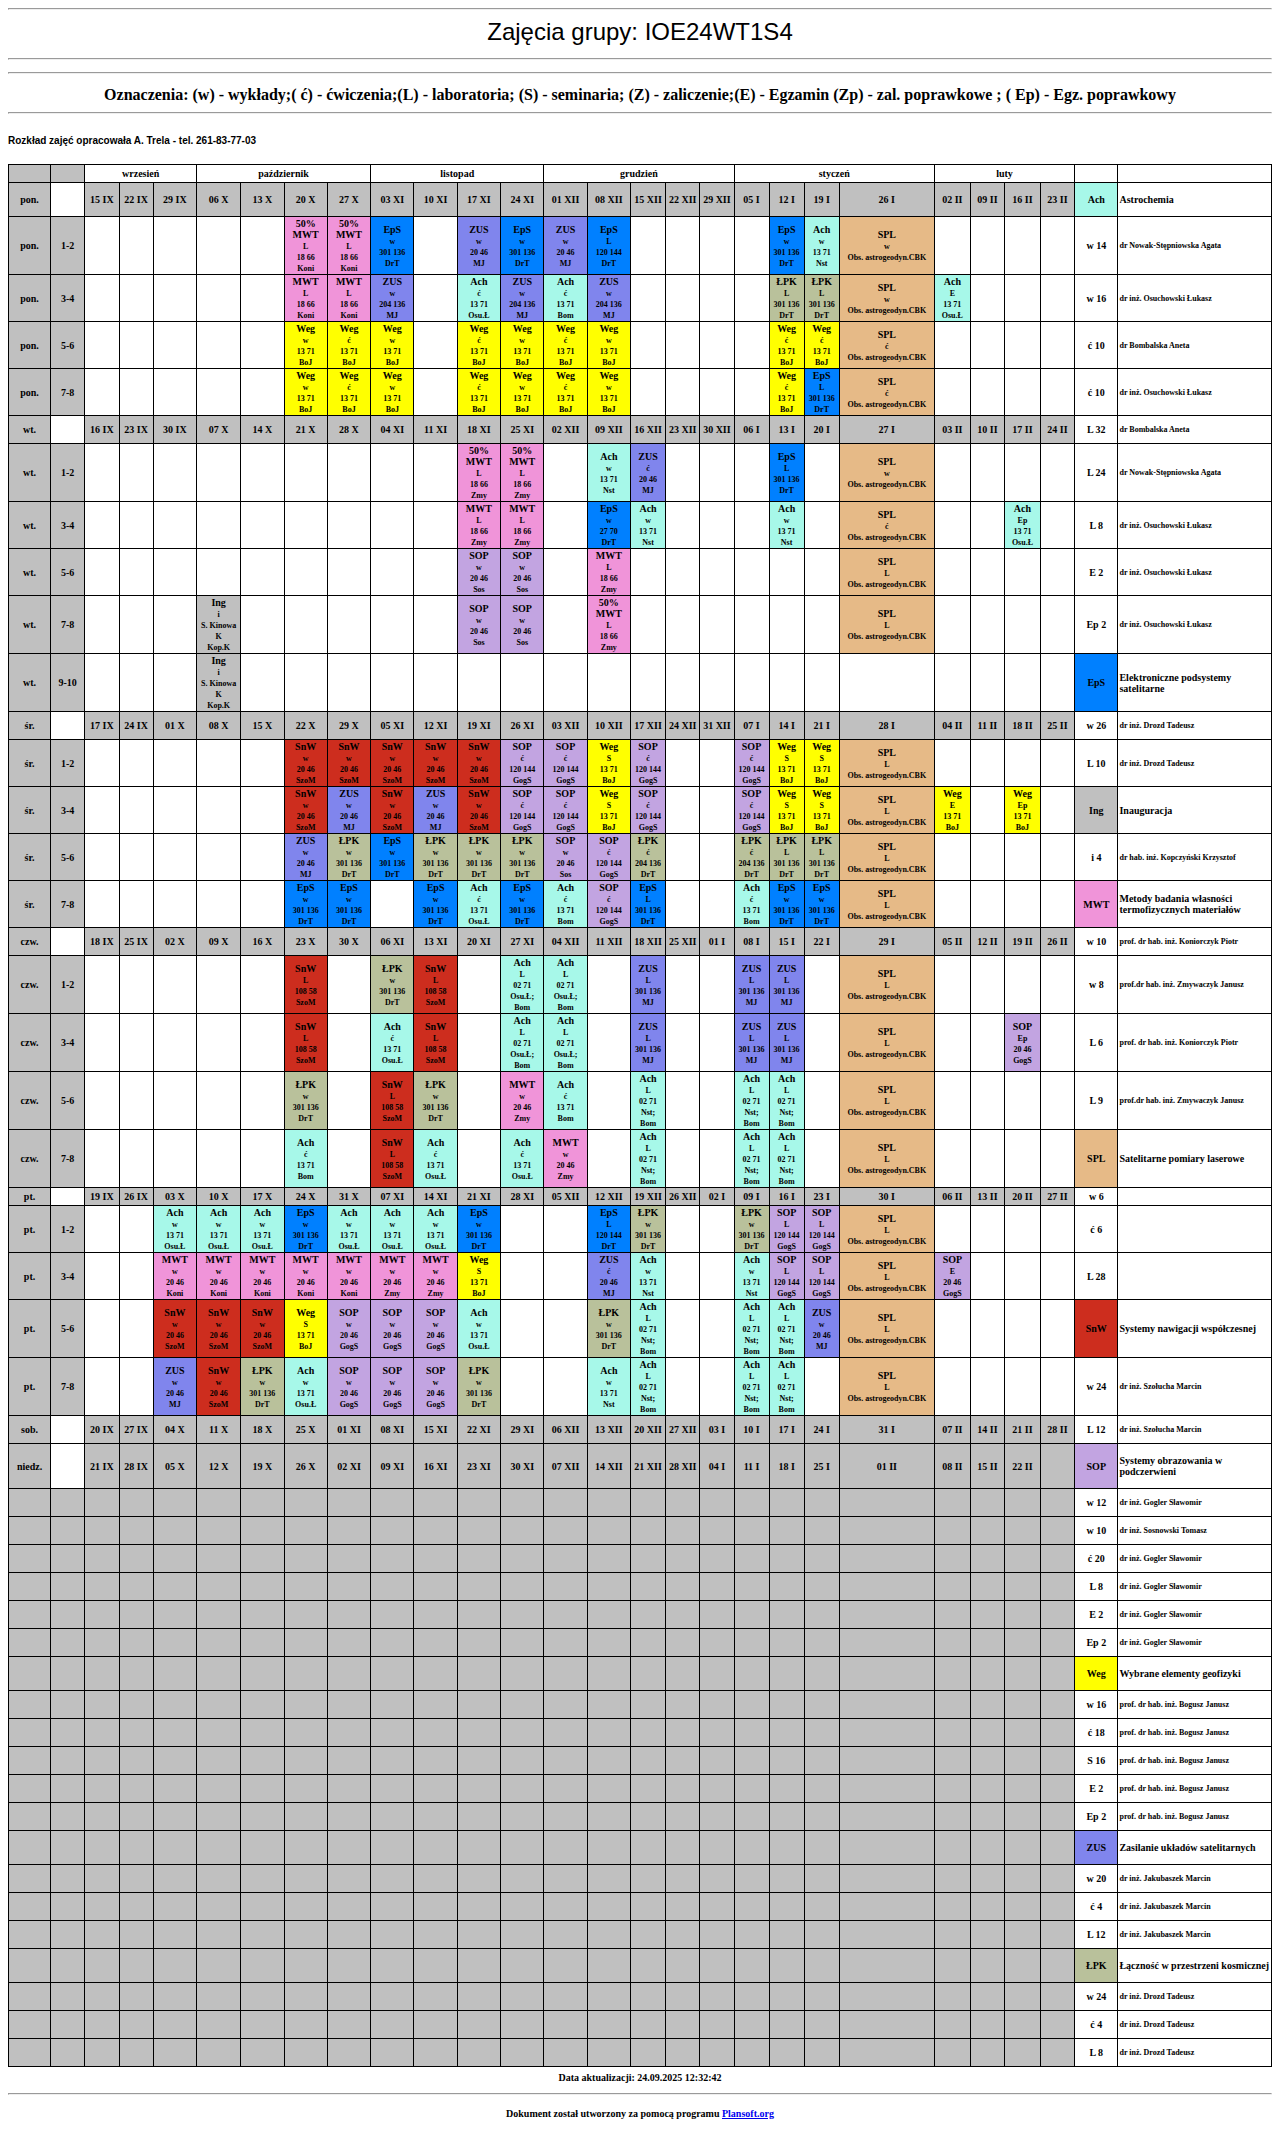 Zajęcia grupy: IOE24WT1S4
Oznaczenia: (w) - wykłady;( ć) - ćwiczenia;(L) - laboratoria; (S) - seminaria; (Z) - zaliczenie;(E) - Egzamin (Zp) - zal. poprawkowe ; ( Ep) - Egz. poprawkowy
Rozkład zajęć opracowała A. Trela - tel. 261-83-77-03
wrzesień październik listopad grudzień styczeń luty
pon. 15 IX 22 IX 29 IX 06 X 13 X 20 X 27 X 03 XI 10 XI 17 XI 24 XI 01 XII 08 XII 15 XII 22 XII 29 XII 05 I 12 I 19 I 26 I 02 II 09 II 16 II 23 II Ach Astrochemia
pon. 1-2 50% MWT L 18 66 Koni 50% MWT L 18 66 Koni EpS w 301 136 DrT ZUS w 20 46 MJ EpS w 301 136 DrT ZUS w 20 46 MJ EpS L 120 144 DrT EpS w 301 136 DrT Ach w 13 71 Nst SPL w Obs. astrogeodyn.CBK w 14 dr Nowak-Stępniowska Agata
pon. 3-4 MWT L 18 66 Koni MWT L 18 66 Koni ZUS w 204 136 MJ Ach ć 13 71 Osu.Ł ZUS w 204 136 MJ Ach ć 13 71 Bom ZUS w 204 136 MJ ŁPK L 301 136 DrT ŁPK L 301 136 DrT SPL w Obs. astrogeodyn.CBK Ach E 13 71 Osu.Ł w 16 dr inż. Osuchowski Łukasz
pon. 5-6 Weg w 13 71 BoJ Weg ć 13 71 BoJ Weg w 13 71 BoJ Weg ć 13 71 BoJ Weg w 13 71 BoJ Weg ć 13 71 BoJ Weg w 13 71 BoJ Weg ć 13 71 BoJ Weg ć 13 71 BoJ SPL ć Obs. astrogeodyn.CBK ć 10 dr Bombalska Aneta
pon. 7-8 Weg w 13 71 BoJ Weg ć 13 71 BoJ Weg w 13 71 BoJ Weg ć 13 71 BoJ Weg w 13 71 BoJ Weg ć 13 71 BoJ Weg w 13 71 BoJ Weg ć 13 71 BoJ EpS L 301 136 DrT SPL ć Obs. astrogeodyn.CBK ć 10 dr inż. Osuchowski Łukasz
wt. 16 IX 23 IX 30 IX 07 X 14 X 21 X 28 X 04 XI 11 XI 18 XI 25 XI 02 XII 09 XII 16 XII 23 XII 30 XII 06 I 13 I 20 I 27 I 03 II 10 II 17 II 24 II L 32 dr Bombalska Aneta
wt. 1-2 50% MWT L 18 66 Zmy 50% MWT L 18 66 Zmy Ach w 13 71 Nst ZUS ć 20 46 MJ EpS L 301 136 DrT SPL w Obs. astrogeodyn.CBK L 24 dr Nowak-Stępniowska Agata
wt. 3-4 MWT L 18 66 Zmy MWT L 18 66 Zmy EpS w 27 70 DrT Ach w 13 71 Nst Ach w 13 71 Nst SPL ć Obs. astrogeodyn.CBK Ach Ep 13 71 Osu.Ł L 8 dr inż. Osuchowski Łukasz
wt. 5-6 SOP w 20 46 Sos SOP w 20 46 Sos MWT L 18 66 Zmy SPL L Obs. astrogeodyn.CBK E 2 dr inż. Osuchowski Łukasz
wt. 7-8 Ing i S. Kinowa K Kop.K SOP w 20 46 Sos SOP w 20 46 Sos 50% MWT L 18 66 Zmy SPL L Obs. astrogeodyn.CBK Ep 2 dr inż. Osuchowski Łukasz
wt. 9-10 Ing i S. Kinowa K Kop.K EpS Elektroniczne podsystemy satelitarne
śr. 17 IX 24 IX 01 X 08 X 15 X 22 X 29 X 05 XI 12 XI 19 XI 26 XI 03 XII 10 XII 17 XII 24 XII 31 XII 07 I 14 I 21 I 28 I 04 II 11 II 18 II 25 II w 26 dr inż. Drozd Tadeusz
śr. 1-2 SnW w 20 46 SzoM SnW w 20 46 SzoM SnW w 20 46 SzoM SnW w 20 46 SzoM SnW w 20 46 SzoM SOP ć 120 144 GogS SOP ć 120 144 GogS Weg S 13 71 BoJ SOP ć 120 144 GogS SOP ć 120 144 GogS Weg S 13 71 BoJ Weg S 13 71 BoJ SPL L Obs. astrogeodyn.CBK L 10 dr inż. Drozd Tadeusz
śr. 3-4 SnW w 20 46 SzoM ZUS w 20 46 MJ SnW w 20 46 SzoM ZUS w 20 46 MJ SnW w 20 46 SzoM SOP ć 120 144 GogS SOP ć 120 144 GogS Weg S 13 71 BoJ SOP ć 120 144 GogS SOP ć 120 144 GogS Weg S 13 71 BoJ Weg S 13 71 BoJ SPL L Obs. astrogeodyn.CBK Weg E 13 71 BoJ Weg Ep 13 71 BoJ Ing Inauguracja
śr. 5-6 ZUS w 20 46 MJ ŁPK w 301 136 DrT EpS w 301 136 DrT ŁPK w 301 136 DrT ŁPK w 301 136 DrT ŁPK w 301 136 DrT SOP w 20 46 Sos SOP ć 120 144 GogS ŁPK ć 204 136 DrT ŁPK ć 204 136 DrT ŁPK L 301 136 DrT ŁPK L 301 136 DrT SPL L Obs. astrogeodyn.CBK i 4 dr hab. inż. Kopczyński Krzysztof
śr. 7-8 EpS w 301 136 DrT EpS w 301 136 DrT EpS w 301 136 DrT Ach ć 13 71 Osu.Ł EpS w 301 136 DrT Ach ć 13 71 Bom SOP ć 120 144 GogS EpS L 301 136 DrT Ach ć 13 71 Bom EpS w 301 136 DrT EpS w 301 136 DrT SPL L Obs. astrogeodyn.CBK MWT Metody badania własności termofizycznych materiałów
czw. 18 IX 25 IX 02 X 09 X 16 X 23 X 30 X 06 XI 13 XI 20 XI 27 XI 04 XII 11 XII 18 XII 25 XII 01 I 08 I 15 I 22 I 29 I 05 II 12 II 19 II 26 II w 10 prof. dr hab. inż. Koniorczyk Piotr
czw. 1-2 SnW L 108 58 SzoM ŁPK w 301 136 DrT SnW L 108 58 SzoM Ach L 02 71 Osu.Ł; Bom Ach L 02 71 Osu.Ł; Bom ZUS L 301 136 MJ ZUS L 301 136 MJ ZUS L 301 136 MJ SPL L Obs. astrogeodyn.CBK w 8 prof.dr hab. inż. Zmywaczyk Janusz
czw. 3-4 SnW L 108 58 SzoM Ach ć 13 71 Osu.Ł SnW L 108 58 SzoM Ach L 02 71 Osu.Ł; Bom Ach L 02 71 Osu.Ł; Bom ZUS L 301 136 MJ ZUS L 301 136 MJ ZUS L 301 136 MJ SPL L Obs. astrogeodyn.CBK SOP Ep 20 46 GogS L 6 prof. dr hab. inż. Koniorczyk Piotr
czw. 5-6 ŁPK w 301 136 DrT SnW L 108 58 SzoM ŁPK w 301 136 DrT MWT w 20 46 Zmy Ach ć 13 71 Bom Ach L 02 71 Nst; Bom Ach L 02 71 Nst; Bom Ach L 02 71 Nst; Bom SPL L Obs. astrogeodyn.CBK L 9 prof.dr hab. inż. Zmywaczyk Janusz
czw. 7-8 Ach ć 13 71 Bom SnW L 108 58 SzoM Ach ć 13 71 Osu.Ł Ach ć 13 71 Osu.Ł MWT w 20 46 Zmy Ach L 02 71 Nst; Bom Ach L 02 71 Nst; Bom Ach L 02 71 Nst; Bom SPL L Obs. astrogeodyn.CBK SPL Satelitarne pomiary laserowe
pt. 19 IX 26 IX 03 X 10 X 17 X 24 X 31 X 07 XI 14 XI 21 XI 28 XI 05 XII 12 XII 19 XII 26 XII 02 I 09 I 16 I 23 I 30 I 06 II 13 II 20 II 27 II w 6
pt. 1-2 Ach w 13 71 Osu.Ł Ach w 13 71 Osu.Ł Ach w 13 71 Osu.Ł EpS w 301 136 DrT Ach w 13 71 Osu.Ł Ach w 13 71 Osu.Ł Ach w 13 71 Osu.Ł EpS w 301 136 DrT EpS L 120 144 DrT ŁPK w 301 136 DrT ŁPK w 301 136 DrT SOP L 120 144 GogS SOP L 120 144 GogS SPL L Obs. astrogeodyn.CBK ć 6
pt. 3-4 MWT w 20 46 Koni MWT w 20 46 Koni MWT w 20 46 Koni MWT w 20 46 Koni MWT w 20 46 Koni MWT w 20 46 Zmy MWT w 20 46 Zmy Weg S 13 71 BoJ ZUS ć 20 46 MJ Ach w 13 71 Nst Ach w 13 71 Nst SOP L 120 144 GogS SOP L 120 144 GogS SPL L Obs. astrogeodyn.CBK SOP E 20 46 GogS L 28
pt. 5-6 SnW w 20 46 SzoM SnW w 20 46 SzoM SnW w 20 46 SzoM Weg S 13 71 BoJ SOP w 20 46 GogS SOP w 20 46 GogS SOP w 20 46 GogS Ach w 13 71 Osu.Ł ŁPK w 301 136 DrT Ach L 02 71 Nst; Bom Ach L 02 71 Nst; Bom Ach L 02 71 Nst; Bom ZUS w 20 46 MJ SPL L Obs. astrogeodyn.CBK SnW Systemy nawigacji współczesnej
pt. 7-8 ZUS w 20 46 MJ SnW w 20 46 SzoM ŁPK w 301 136 DrT Ach w 13 71 Osu.Ł SOP w 20 46 GogS SOP w 20 46 GogS SOP w 20 46 GogS ŁPK w 301 136 DrT Ach w 13 71 Nst Ach L 02 71 Nst; Bom Ach L 02 71 Nst; Bom Ach L 02 71 Nst; Bom SPL L Obs. astrogeodyn.CBK w 24 dr inż. Szołucha Marcin
sob. 20 IX 27 IX 04 X 11 X 18 X 25 X 01 XI 08 XI 15 XI 22 XI 29 XI 06 XII 13 XII 20 XII 27 XII 03 I 10 I 17 I 24 I 31 I 07 II 14 II 21 II 28 II L 12 dr inż. Szołucha Marcin
niedz. 21 IX 28 IX 05 X 12 X 19 X 26 X 02 XI 09 XI 16 XI 23 XI 30 XI 07 XII 14 XII 21 XII 28 XII 04 I 11 I 18 I 25 I 01 II 08 II 15 II 22 II SOP Systemy obrazowania w podczerwieni
w 12 dr inż. Gogler Sławomir
w 10 dr inż. Sosnowski Tomasz
ć 20 dr inż. Gogler Sławomir
L 8 dr inż. Gogler Sławomir
E 2 dr inż. Gogler Sławomir
Ep 2 dr inż. Gogler Sławomir
Weg Wybrane elementy geofizyki
w 16 prof. dr hab. inż. Bogusz Janusz
ć 18 prof. dr hab. inż. Bogusz Janusz
S 16 prof. dr hab. inż. Bogusz Janusz
E 2 prof. dr hab. inż. Bogusz Janusz
Ep 2 prof. dr hab. inż. Bogusz Janusz
ZUS Zasilanie układów satelitarnych
w 20 dr inż. Jakubaszek Marcin
ć 4 dr inż. Jakubaszek Marcin
L 12 dr inż. Jakubaszek Marcin
ŁPK Łączność w przestrzeni kosmicznej
w 24 dr inż. Drozd Tadeusz
ć 4 dr inż. Drozd Tadeusz
L 8 dr inż. Drozd Tadeusz
Data aktualizacji: 24.09.2025 12:32:42
Dokument został utworzony za pomocą programu Plansoft.org